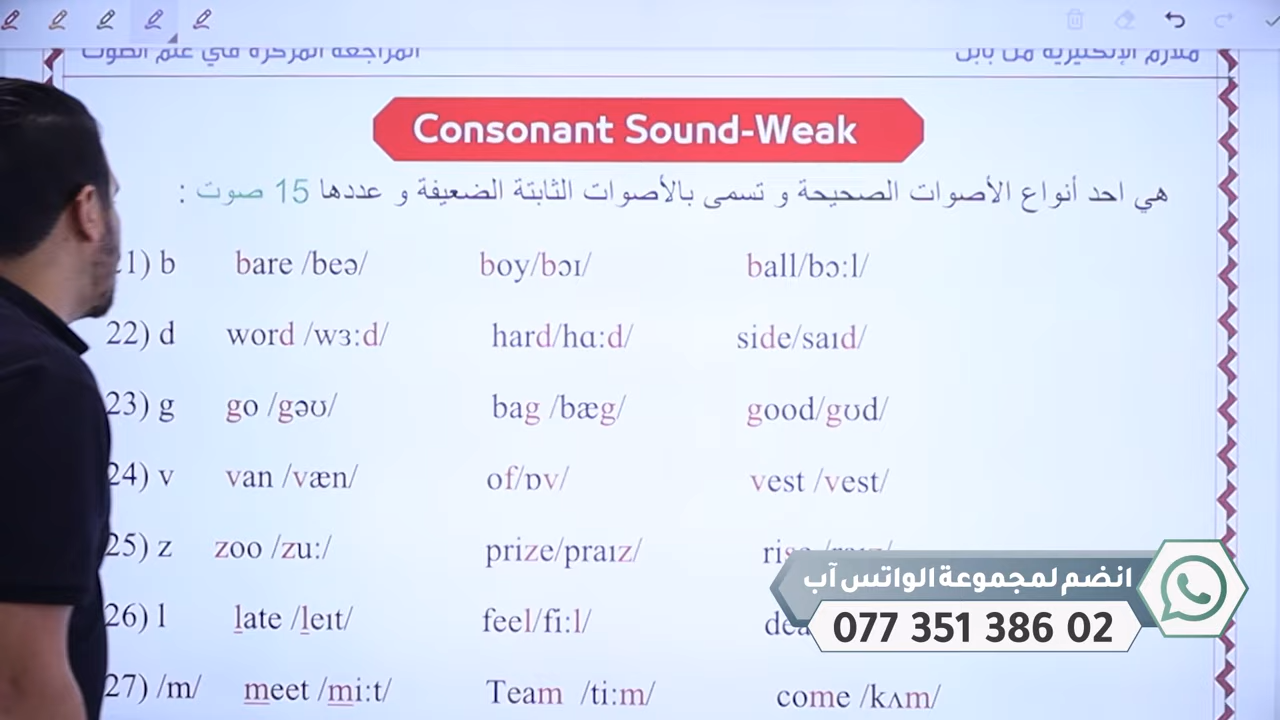 ملازم الإنكليزية من بابل
المراجعة المركزة في علم الصوت
Consonant Sound-Weak
هي احد أنواع الأصوات الصحيحة و تسمى بالأصوات الثابتة الضعيفة و عددها 15 صوت :
1) b bare /beə/ boy/bɔɪ/ ball/bɔ:l/
22) d word /wɜ:d/ hard/hɑ:d/ side/saɪd/
23) g go /gəʊ/ bag /bæg/ good/gʊd/
24) v van /væn/ of/ɒv/ vest /vest/
25) z zoo /zu:/ prize/praɪz/
26) l late /leɪt/ feel/fi:l/
27) /m/ meet /mi:t/ Team /ti:m/ come /kʌm/
انضم لمجموعة الواتس آب
077 351 386 02